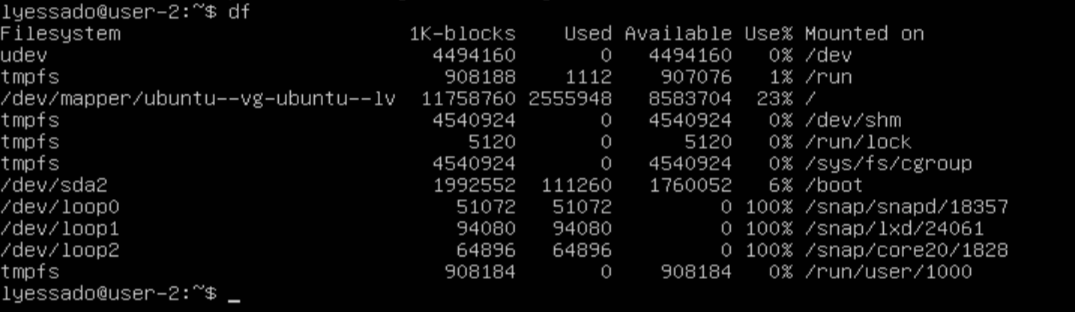 lyessado@user-2:~$ df
Filesystem 1K-blocks Used Available Use% Mounted on
udev 4494160 0 4494160 0% /dev
tmpfs 908188 1112 907076 1% /run
/dev/mapper/ubuntu--vg-ubuntu--lv 11758760 2555948 8583704 23% /
tmpfs 4540924 0 4540924 0% /dev/shm
tmpfs 5120 0 5120 0% /run/lock
tmpfs 4540924 0 4540924 0% /sys/fs/cgroup
/dev/sda2 1992552 111260 1760052 6% /boot
/dev/loop0 51072 51072 0 100% /snap/snapd/18357
/dev/loop1 94080 94080 0 100% /snap/lxd/24061
/dev/loop2 64896 64896 0 100% /snap/core20/1828
tmpfs 908184 0 908184 0% /run/user/1000
lyessado@user-2:~$ _